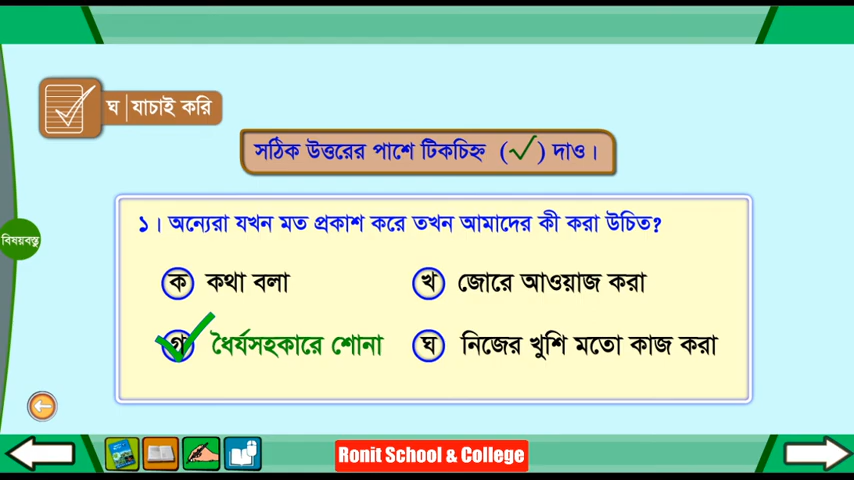 ঘ | যাচাই করি
সঠিক উত্তরের পাশে টিকচিহ্ন (✓) দাও।
১। অন্যেরা যখন মত প্রকাশ করে তখন আমাদের কী করা উচিত?
ক কথা বলা
খ জোরে আওয়াজ করা
গ ধৈর্যসহকারে শোনা
ঘ নিজের খুশি মতো কাজ করা
বিষয়বস্তু
Ronit School & College